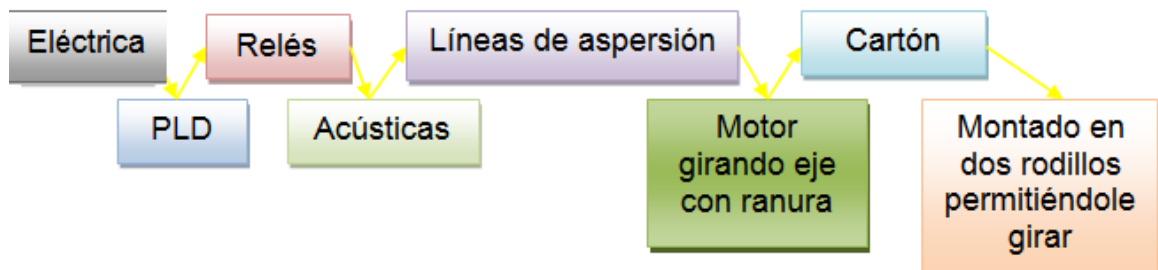 Eléctrica
PLD
Relés
Acústicas
Líneas de aspersión
Motor
girando eje
con ranura
Cartón
Montado en
dos rodillos
permitiéndole
girar